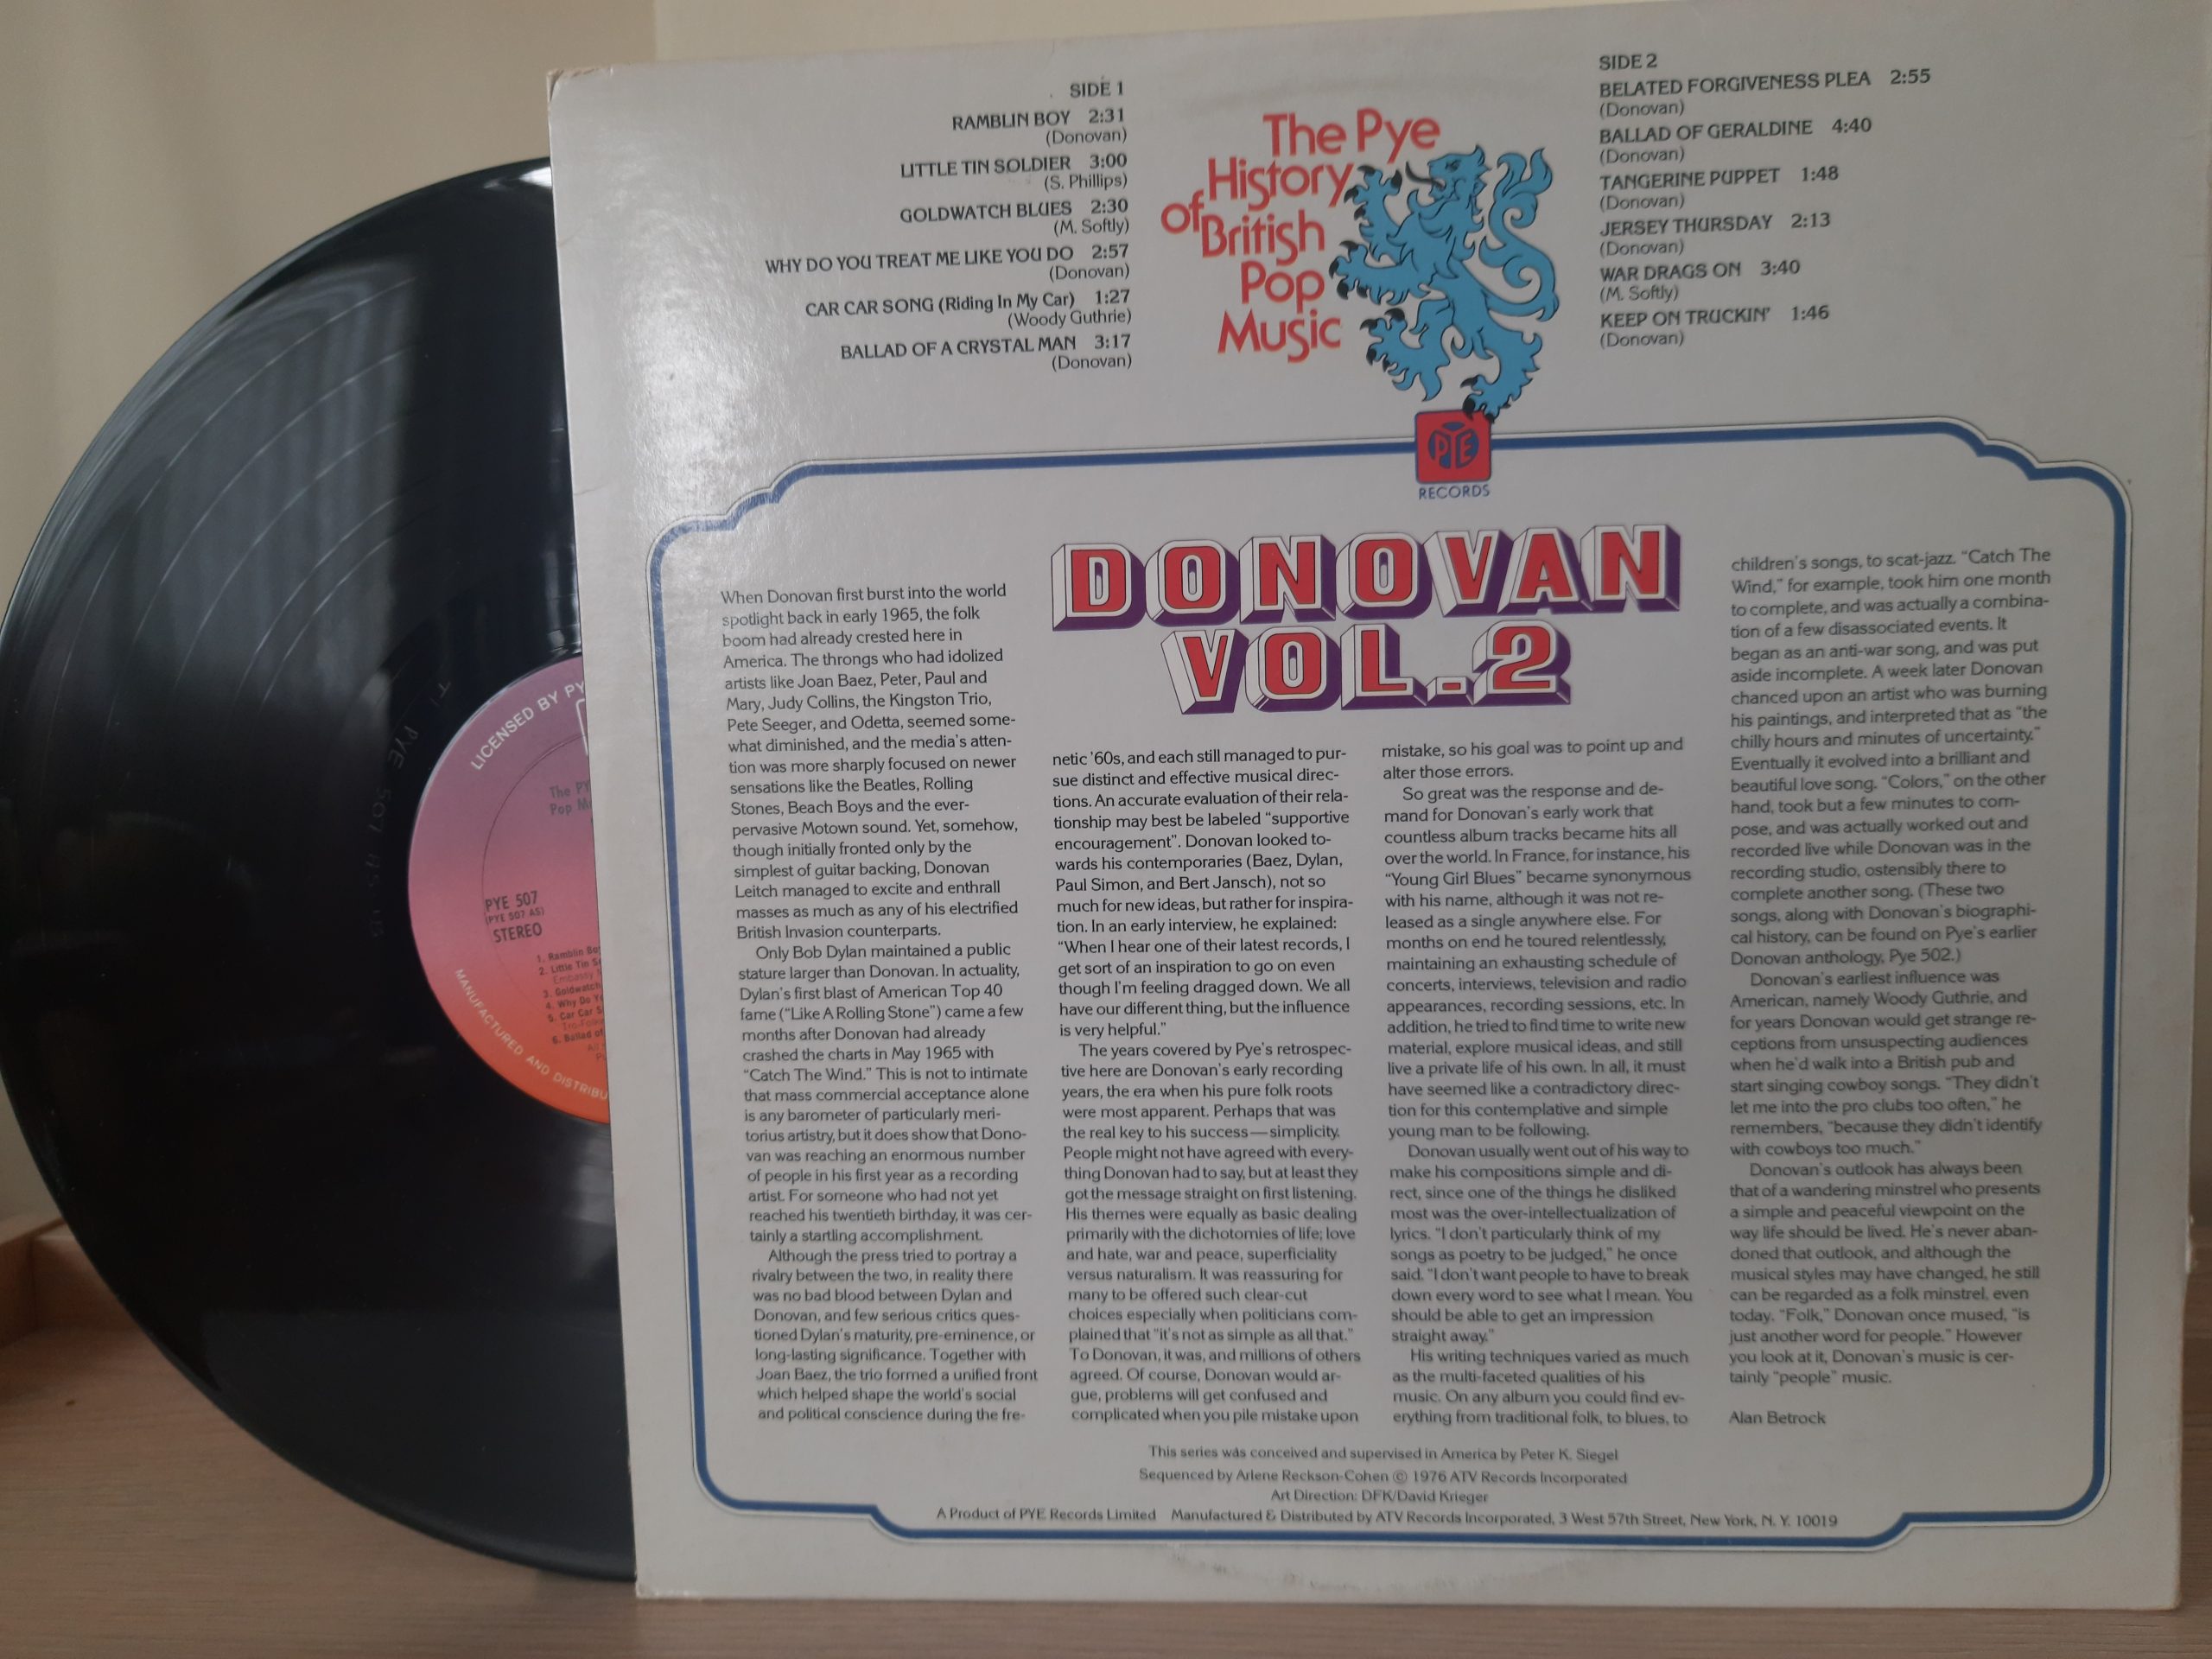 SIDE 1
RAMBLIN BOY 2:31
(Donovan)
LITTLE TIN SOLDIER 3:00
(S. Phillips)
GOLDWATCH BLUES 2:30
(M. Softly)
WHY DO YOU TREAT ME LIKE YOU DO 2:57
(Donovan)
CAR CAR SONG (Riding In My Car) 1:27
(Woody Guthrie)
BALLAD OF A CRYSTAL MAN 3:17
(Donovan)
The Pye
History
of British
Pop
Music
SIDE 2
BELATED FORGIVENESS PLEA 2:55
(Donovan)
BALLAD OF GERALDINE 4:40
(Donovan)
TANGERINE PUPPET 1:48
(Donovan)
JERSEY THURSDAY 2:13
(Donovan)
WAR DRAGS ON 3:40
(M. Softly)
KEEP ON TRUCKIN' 1:46
(Donovan)
PYE
RECORDS
DONOVAN
VOL.2
When Donovan first burst into the world
spotlight back in early 1965, the folk
boom had already crested here in
America. The throngs who had idolized
artists like Joan Baez, Peter, Paul and
Mary, Judy Collins, the Kingston Trio,
Pete Seeger, and Odetta, seemed some-
what diminished, and the media's atten-
tion was more sharply focused on newer
sensations like the Beatles, Rolling
Stones, Beach Boys and the ever-
pervasive Motown sound. Yet, somehow,
though initially fronted only by the
simplest of guitar backing, Donovan
Leitch managed to excite and enthrall
masses as much as any of his electrified
British Invasion counterparts.
Only Bob Dylan maintained a public
stature larger than Donovan. In actuality,
Dylan's first blast of American Top 40
fame ("Like A Rolling Stone") came a few
months after Donovan had already
crashed the charts in May 1965 with
"Catch The Wind." This is not to intimate
that mass commercial acceptance alone
is any barometer of particularly meri-
torius artistry, but it does show that Dono-
van was reaching an enormous number
of people in his first year as a recording
artist. For someone who had not yet
reached his twentieth birthday, it was cer-
tainly a startling accomplishment.
Although the press tried to portray a
rivalry between the two, in reality there
was no bad blood between Dylan and
Donovan, and few serious critics ques-
tioned Dylan's maturity, pre-eminence, or
long-lasting significance. Together with
Joan Baez, the trio formed a unified front
which helped shape the world's social
and political conscience during the fre-
netic '60s, and each still managed to pur-
sue distinct and effective musical direc-
tions. An accurate evaluation of their rela-
tionship may best be labeled "supportive
encouragement". Donovan looked to-
wards his contemporaries (Baez, Dylan,
Paul Simon, and Bert Jansch), not so
much for new ideas, but rather for inspira-
tion. In an early interview, he explained:
"When I hear one of their latest records, I
get sort of an inspiration to go on even
though I'm feeling dragged down. We all
have our different thing, but the influence
is very helpful."
The years covered by Pye's retrospec-
tive here are Donovan's early recording
years, the era when his pure folk roots
were most apparent. Perhaps that was
the real key to his success—simplicity.
People might not have agreed with every-
thing Donovan had to say, but at least they
got the message straight on first listening.
His themes were equally as basic dealing
primarily with the dichotomies of life; love
and hate, war and peace, superficiality
versus naturalism. It was reassuring for
many to be offered such clear-cut
choices especially when politicians com-
plained that "it's not as simple as all that."
To Donovan, it was, and millions of others
agreed. Of course, Donovan would ar-
gue, problems will get confused and
complicated when you pile mistake upon
mistake, so his goal was to point up and
alter those errors.
So great was the response and de-
mand for Donovan's early work that
countless album tracks became hits all
over the world. In France, for instance, his
"Young Girl Blues" became synonymous
with his name, although it was not re-
leased as a single anywhere else. For
months on end he toured relentlessly,
maintaining an exhausting schedule of
concerts, interviews, television and radio
appearances, recording sessions, etc. In
addition, he tried to find time to write new
material, explore musical ideas, and still
live a private life of his own. In all, it must
have seemed like a contradictory direc-
tion for this contemplative and simple
young man to be following.
Donovan usually went out of his way to
make his compositions simple and di-
rect, since one of the things he disliked
most was the over-intellectualization of
lyrics. "I don't particularly think of my
songs as poetry to be judged," he once
said. "I don't want people to have to break
down every word to see what I mean. You
should be able to get an impression
straight away."
His writing techniques varied as much
as the multi-faceted qualities of his
music. On any album you could find ev-
erything from traditional folk, to blues, to
children's songs, to scat-jazz. "Catch The
Wind," for example, took him one month
to complete, and was actually a combina-
tion of a few disassociated events. It
began as an anti-war song, and was put
aside incomplete. A week later Donovan
chanced upon an artist who was burning
his paintings, and interpreted that as "the
chilly hours and minutes of uncertainty."
Eventually it evolved into a brilliant and
beautiful love song. "Colors," on the other
hand, took but a few minutes to com-
pose, and was actually worked out and
recorded live while Donovan was in the
recording studio, ostensibly there to
complete another song. (These two
songs, along with Donovan's biographi-
cal history, can be found on Pye's earlier
Donovan anthology, Pye 502.)
Donovan's earliest influence was
American, namely Woody Guthrie, and
for years Donovan would get strange re-
ceptions from unsuspecting audiences
when he'd walk into a British pub and
start singing cowboy songs. "They didn't
let me into the pro clubs too often," he
remembers, "because they didn't identify
with cowboys too much."
Donovan's outlook has always been
that of a wandering minstrel who presents
a simple and peaceful viewpoint on the
way life should be lived. He's never aban-
doned that outlook, and although the
musical styles may have changed, he still
can be regarded as a folk minstrel, even
today. "Folk," Donovan once mused, "is
just another word for people." However
you look at it, Donovan's music is cer-
tainly "people" music.
Alan Betrock
This series was conceived and supervised in America by Peter K. Siegel
Sequenced by Arlene Reckson-Cohen © 1976 ATV Records Incorporated
Art Direction: DFK/David Krieger
A Product of PYE Records Limited Manufactured & Distributed by ATV Records Incorporated, 3 West 57th Street, New York, N. Y. 10019
LICENSED BY PY
The PY
Pop M
PYE 507
(PYE 507 AS)
STEREO
1. Ramblin Bo
2. Little Tin S
Embassy
3. Goldwatch
4. Why Do Y
5. Car Car S
6. Ballad of
MANUFACTURED AND DISTRIBU